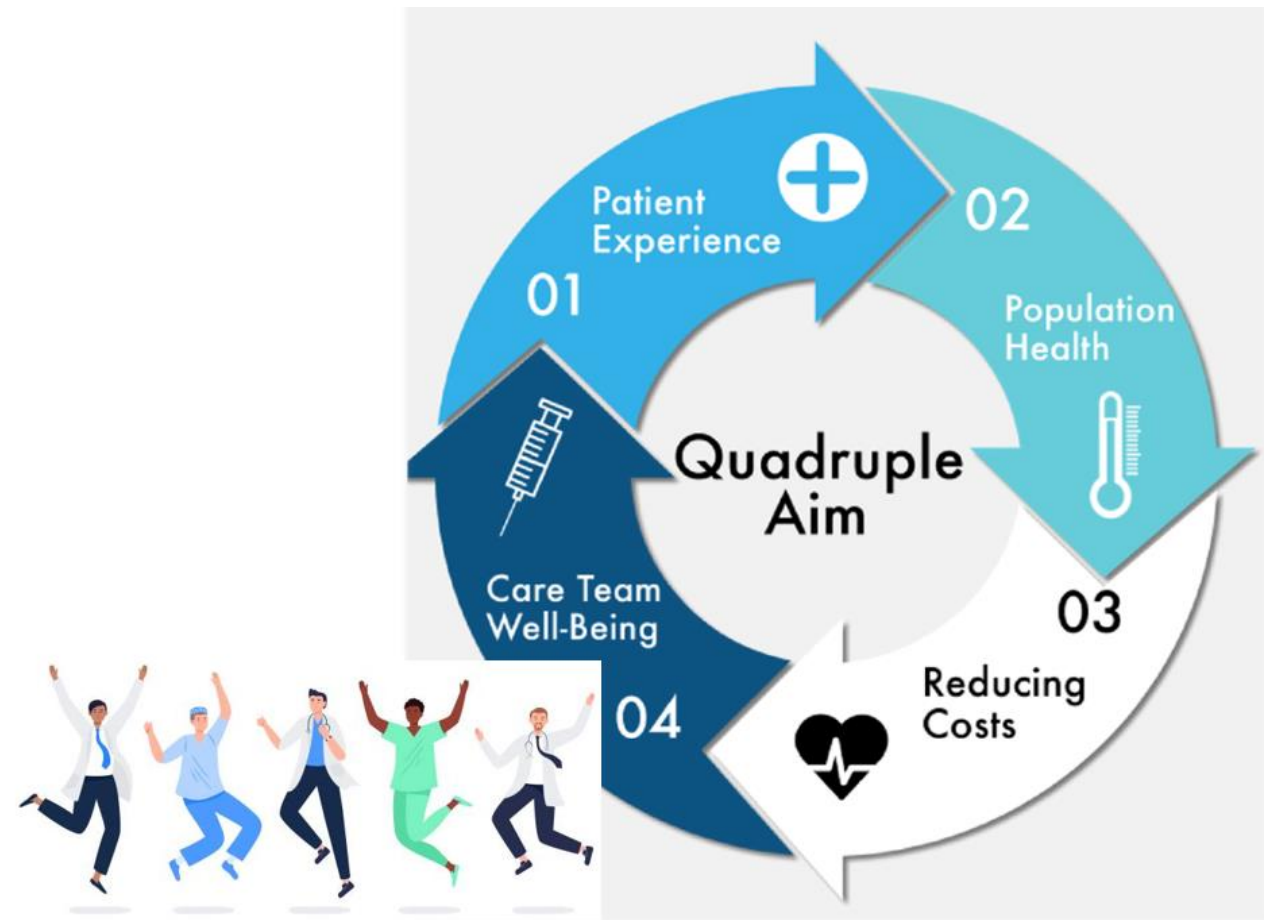 01
Patient
Experience
02
Population
Health
Quadruple
Aim
03
Reducing
Costs
04
Care Team
Well-Being